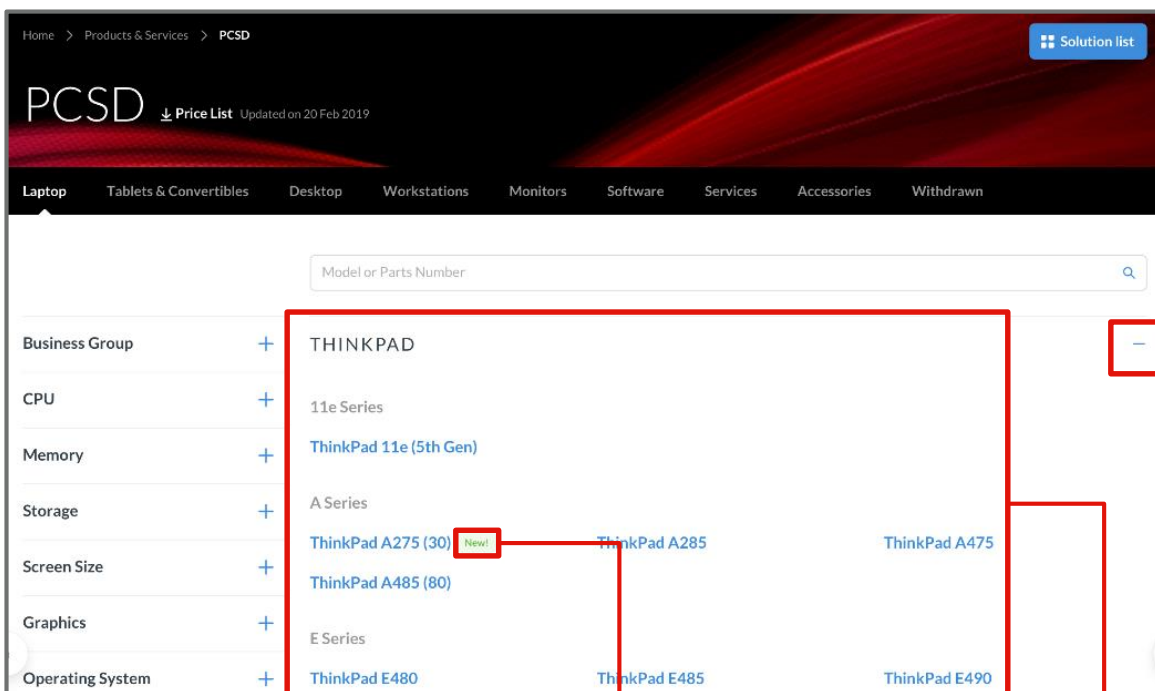 Home > Products & Services > PCSD
Solution list
PCSD Price List Updated on 20 Feb 2019
Laptop Tablets & Convertibles Desktop Workstations Monitors Software Services Accessories Withdrawn
Model or Parts Number
Business Group +
THINKPAD −
CPU +
11e Series
Memory +
ThinkPad 11e (5th Gen)
Storage +
A Series
ThinkPad A275 (30) New! ThinkPad A285 ThinkPad A475
Screen Size +
ThinkPad A485 (80)
Graphics +
E Series
Operating System +
ThinkPad E480 ThinkPad E485 ThinkPad E490